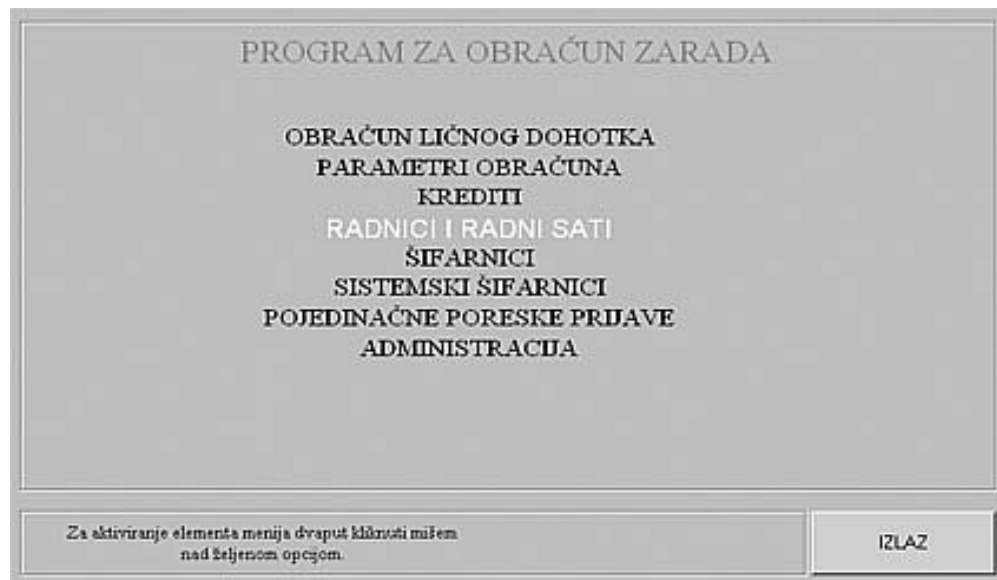 PROGRAM ZA OBRAČUN ZARADA
OBRAČUN LIČNOG DOHOTKA
PARAMETRI OBRAČUNA
KREDITI
RADNICI I RADNI SATI
ŠIFARNICI
SISTEMSKI ŠIFARNICI
POJEDINAČNE PORESKE PRIJAVE
ADMINISTRACIJA
Za aktiviranje elementa menija dvaput kliknuti mišem
nad željenom opcijom.
IZLAZ